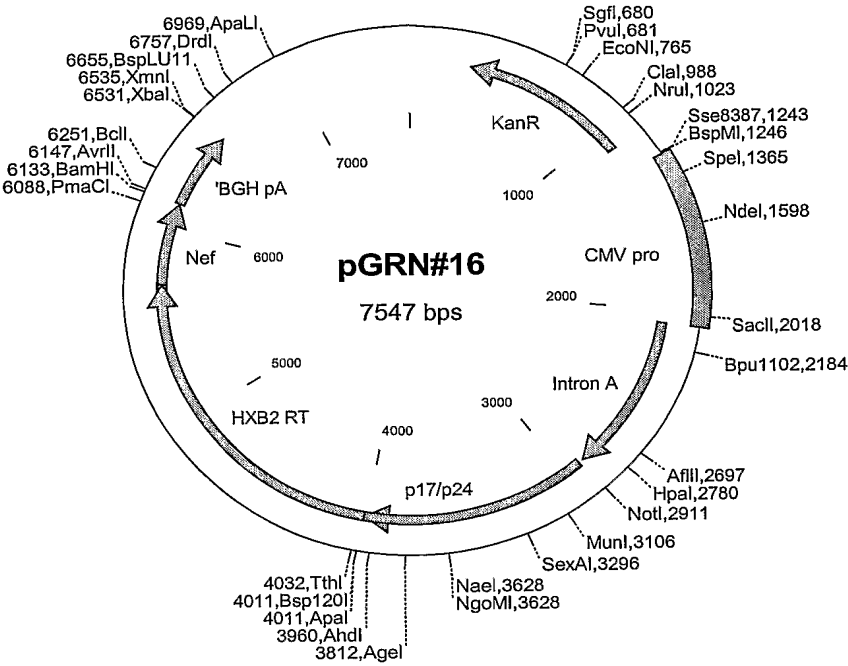 6969,ApaLI
6757,DrdI
6655,BspLU11
6535,XmnI
6531,XbaI
6251,BclI
6147,AvrII
6133,BamHI
6088,PmaCI
SgfI,680
PvuI,681
EcoNI,765
ClaI,988
NruI,1023
Sse8387,1243
BspMI,1246
SpeI,1365
NdeI,1598
SacII,2018
Bpu1102,2184
AflII,2697
HpaI,2780
NotI,2911
MunI,3106
SexAI,3296
NaeI,3628
NgoMI,3628
4032,TthI
4011,Bsp120I
4011,ApaI
3960,AhdI
3812,AgeI
KanR
7000
1000
'BGH pA
Nef
6000
pGRN#16
7547 bps
CMV pro
2000
Intron A
5000
3000
HXB2 RT
4000
p17/p24